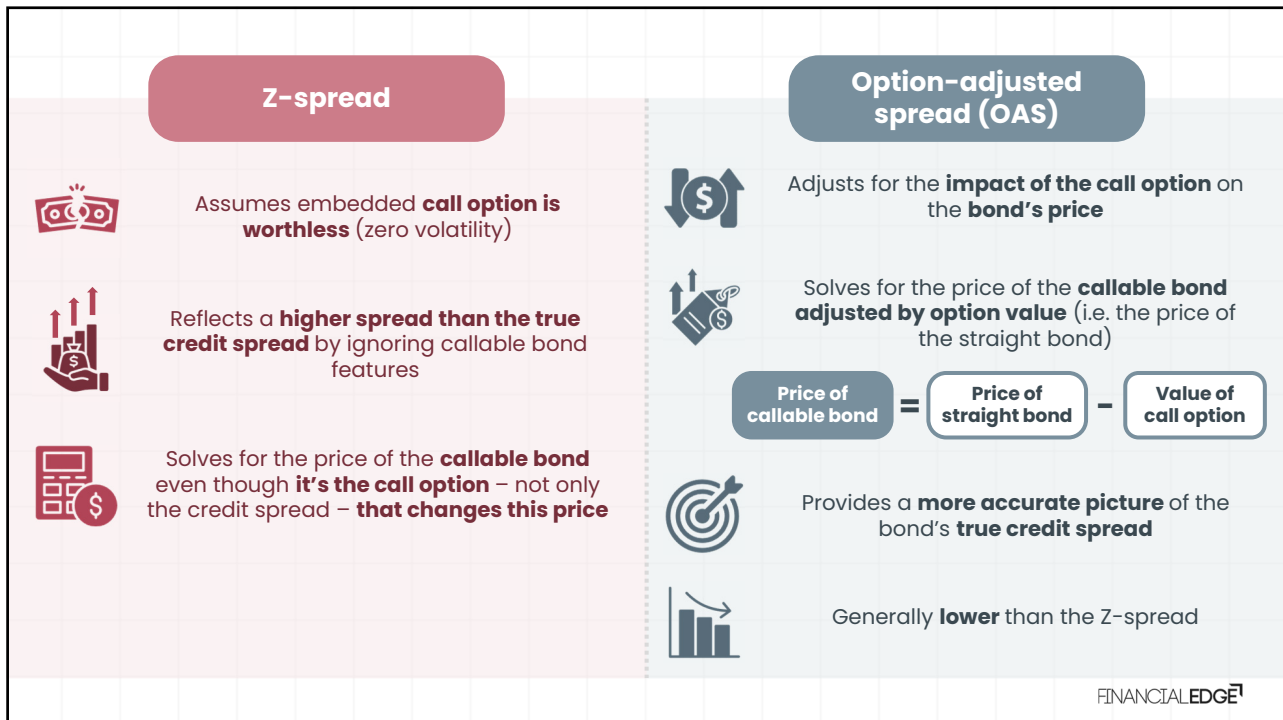 Z-spread
Assumes embedded call option is
worthless (zero volatility)
Reflects a higher spread than the true
credit spread by ignoring callable bond
features
Solves for the price of the callable bond
even though it's the call option – not only
the credit spread – that changes this price
Option-adjusted
spread (OAS)
Adjusts for the impact of the call option on
the bond's price
Solves for the price of the callable bond
adjusted by option value (i.e. the price of
the straight bond)
Price of
callable bond
=
Price of
straight bond
-
Value of
call option
Provides a more accurate picture of the
bond's true credit spread
Generally lower than the Z-spread
FINANCIALEDGE